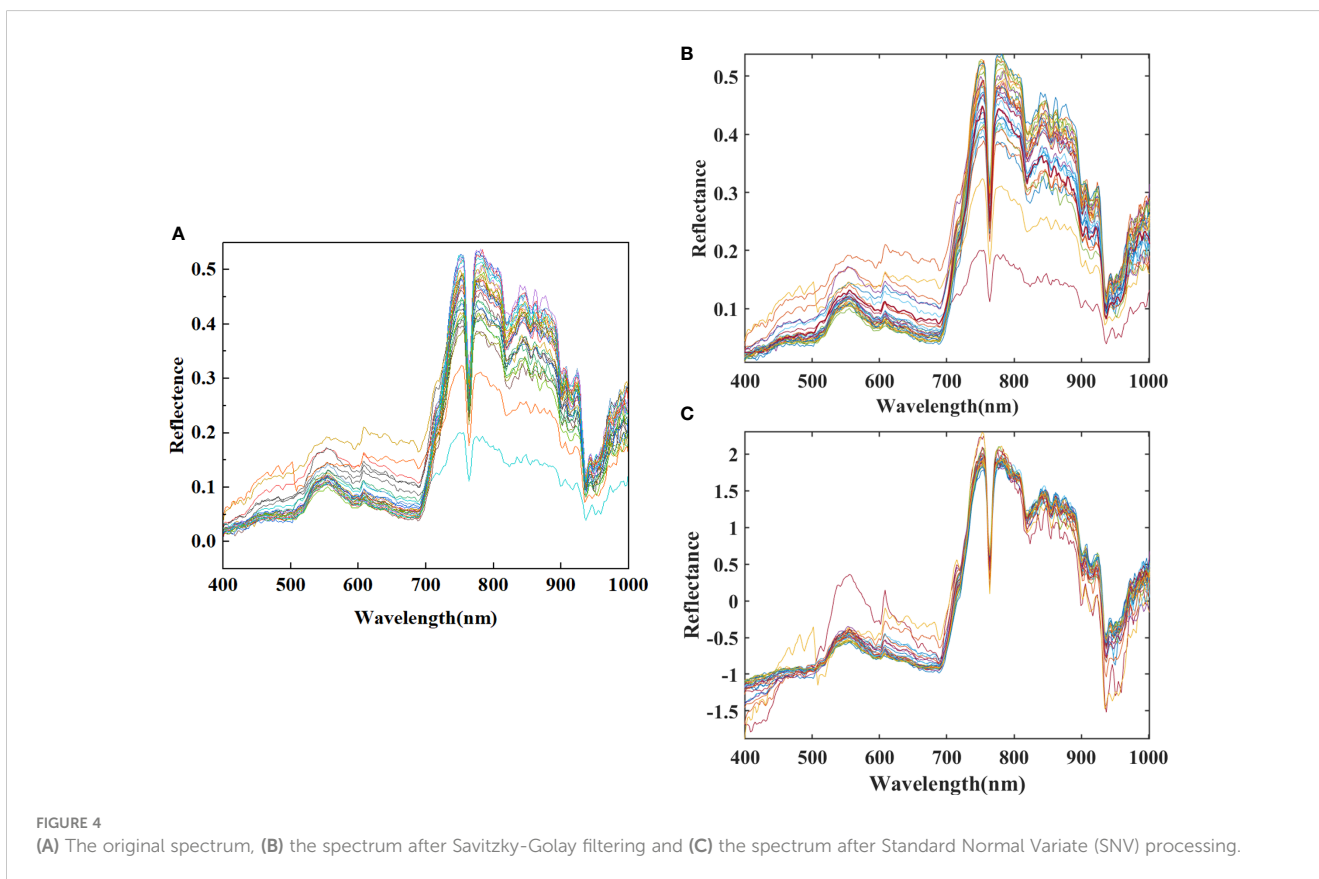 A
0.5
0.4
0.3
0.2
0.1
0.0
Reflectence
400 500 600 700 800 900 1000
Wavelength(nm)
B
0.5
0.4
0.3
0.2
0.1
Reflectance
400 500 600 700 800 900 1000
Wavelength(nm)
C
2
1.5
1
0.5
0
-0.5
-1
-1.5
Reflectance
400 500 600 700 800 900 1000
Wavelength(nm)
FIGURE 4
(A) The original spectrum, (B) the spectrum after Savitzky-Golay filtering and (C) the spectrum after Standard Normal Variate (SNV) processing.